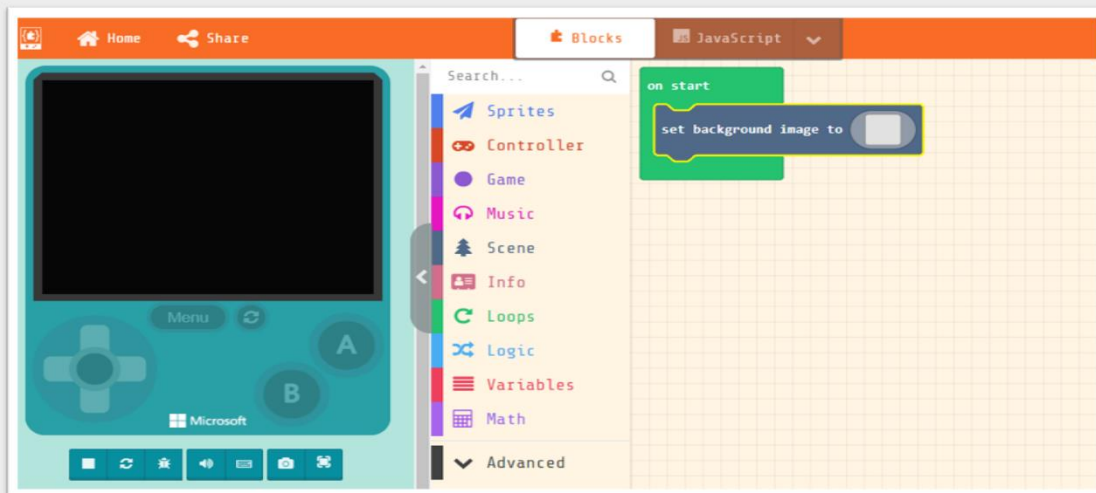 Home
Share
Blocks
JS JavaScript
Menu
A
B
Microsoft
Search...
Sprites
Controller
Game
Music
Scene
Info
Loops
Logic
Variables
Math
Advanced
on start
set background image to